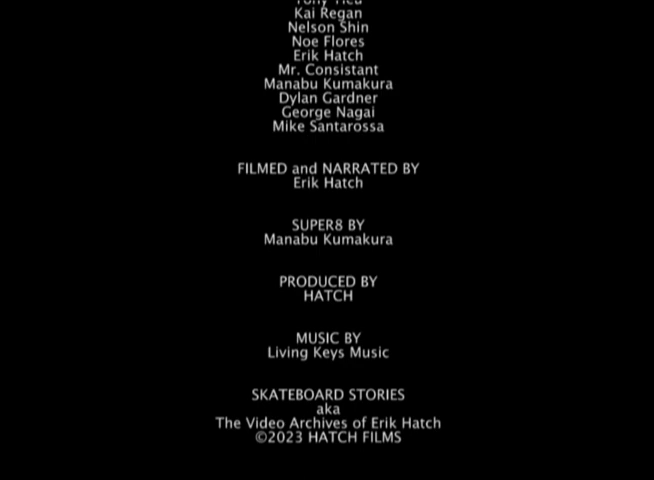 Kai Regan
Nelson Shin
Noe Flores
Erik Hatch
Mr. Consistant
Manabu Kumakura
Dylan Gardner
George Nagai
Mike Santarossa
FILMED and NARRATED BY
Erik Hatch
SUPER8 BY
Manabu Kumakura
PRODUCED BY
HATCH
MUSIC BY
Living Keys Music
SKATEBOARD STORIES
aka
The Video Archives of Erik Hatch
©2023 HATCH FILMS